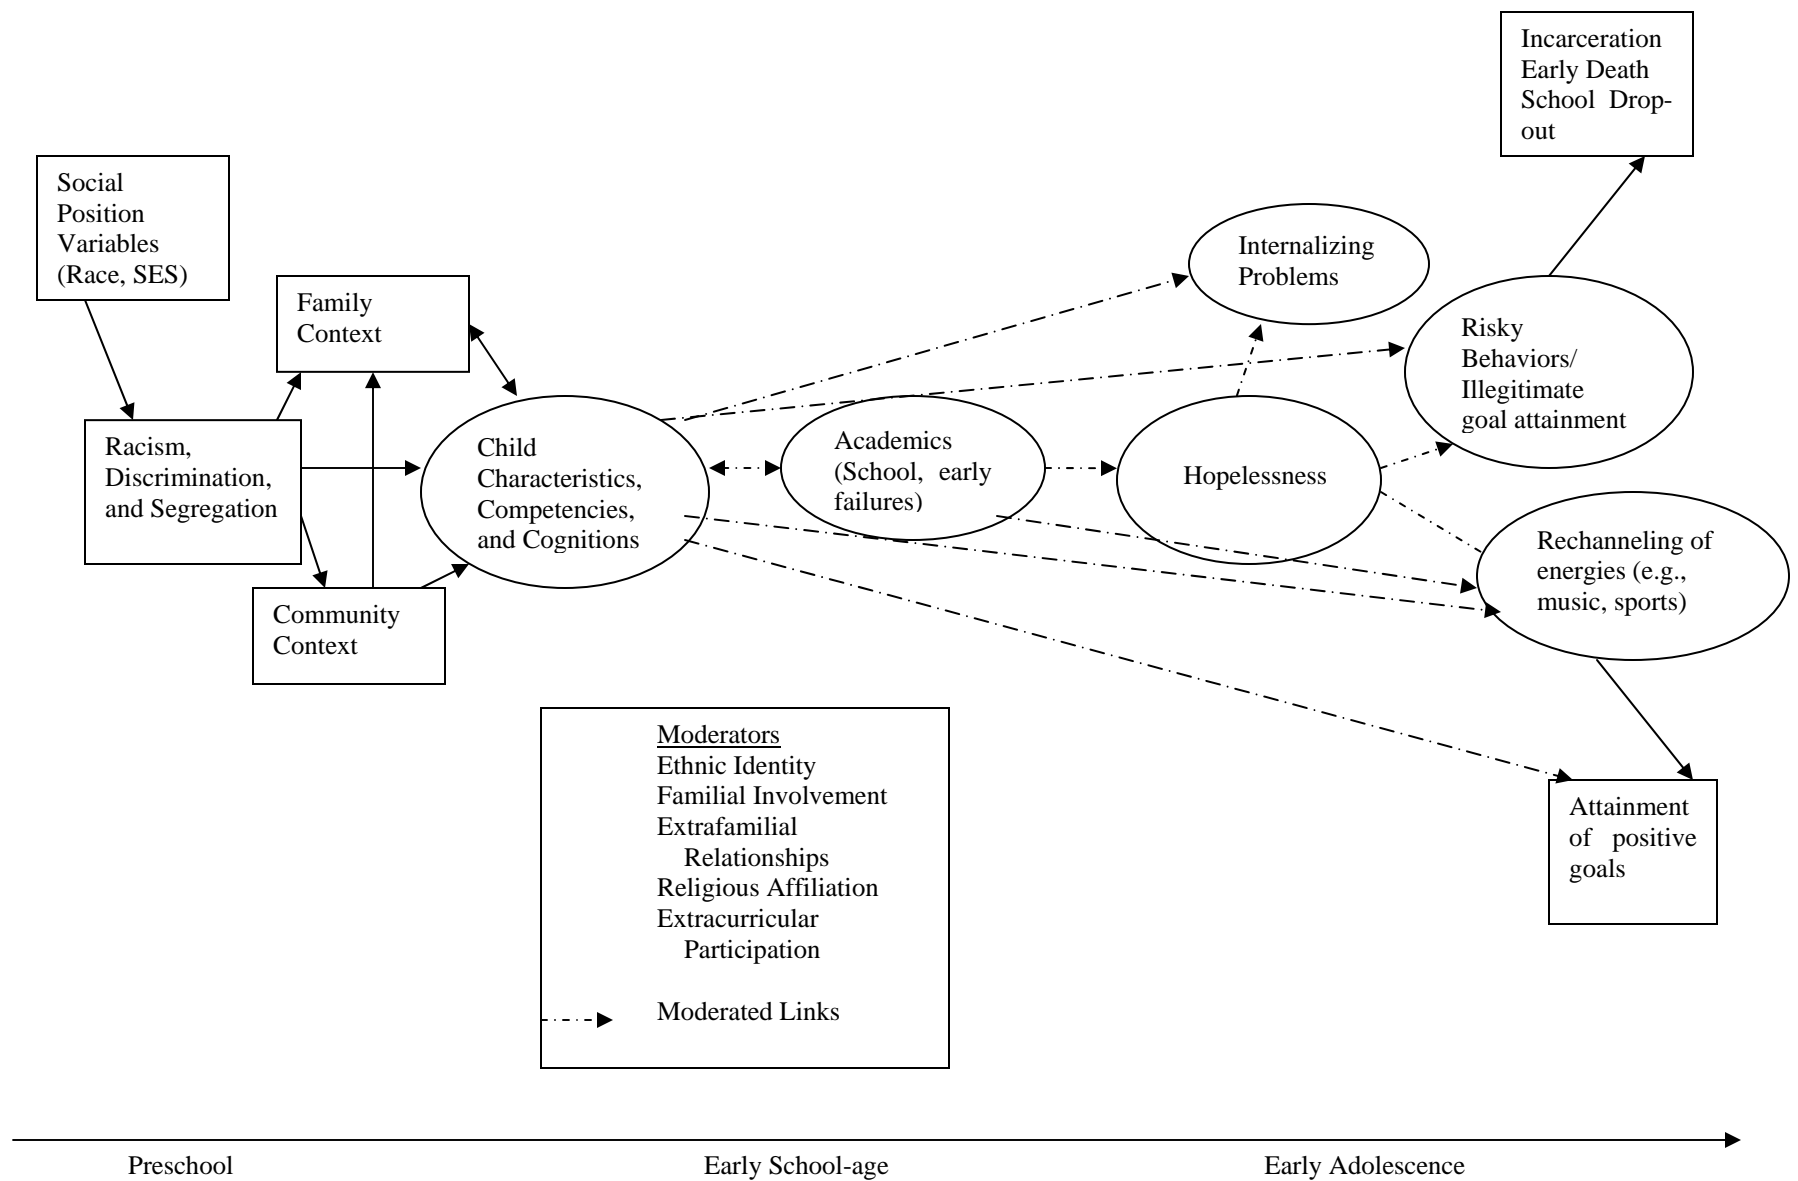 Incarceration
Early Death
School Drop-
out
Social
Position
Variables
(Race, SES)
Internalizing
Problems
Family
Context
Risky
Behaviors/
Illegitimate
goal attainment
Racism,
Discrimination,
and Segregation
Child
Characteristics,
Competencies,
and Cognitions
Academics
(School, early
failures)
Hopelessness
Rechanneling of
energies (e.g.,
music, sports)
Community
Context
Moderators
Ethnic Identity
Familial Involvement
Extrafamilial
Relationships
Religious Affiliation
Extracurricular
Participation
Moderated Links
Attainment
of positive
goals
Preschool
Early School-age
Early Adolescence